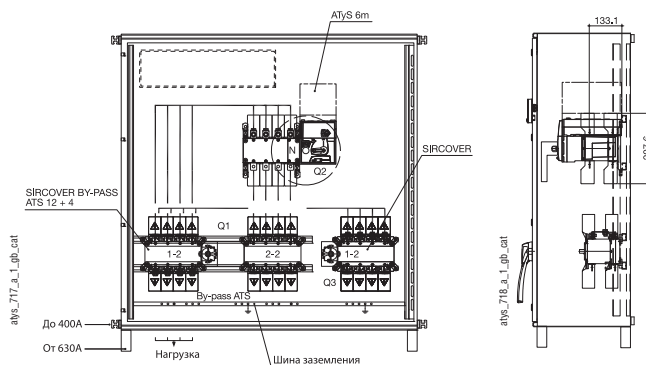 ATyS 6m
133.1
N
Q2
SIRCOVER
SIRCOVER BY-PASS
ATS 12 + 4
Q1
1-2
2-2
1-2
Q3
By-pass ATS
До 400А
От 630А
Нагрузка
Шина заземления
atys_717_a_1_gb_cat
atys_718_a_1_gb_cat